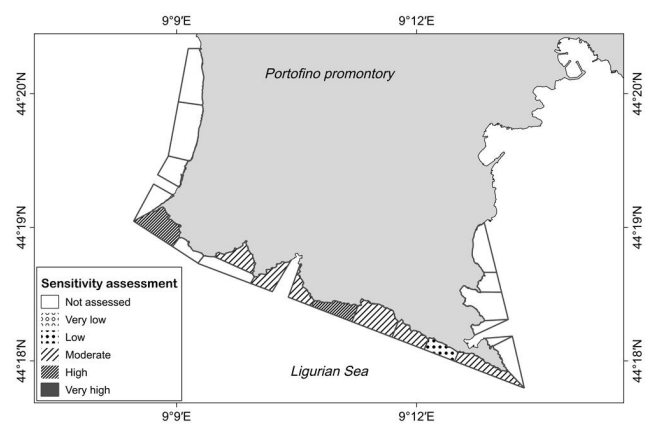 9°9'E 9°12'E
Portofino promontory
44°20'N 44°20'N
44°19'N 44°19'N
Sensitivity assessment
Not assessed
Very low
Low
Moderate
High
Very high
44°18'N 44°18'N
Ligurian Sea
9°9'E 9°12'E